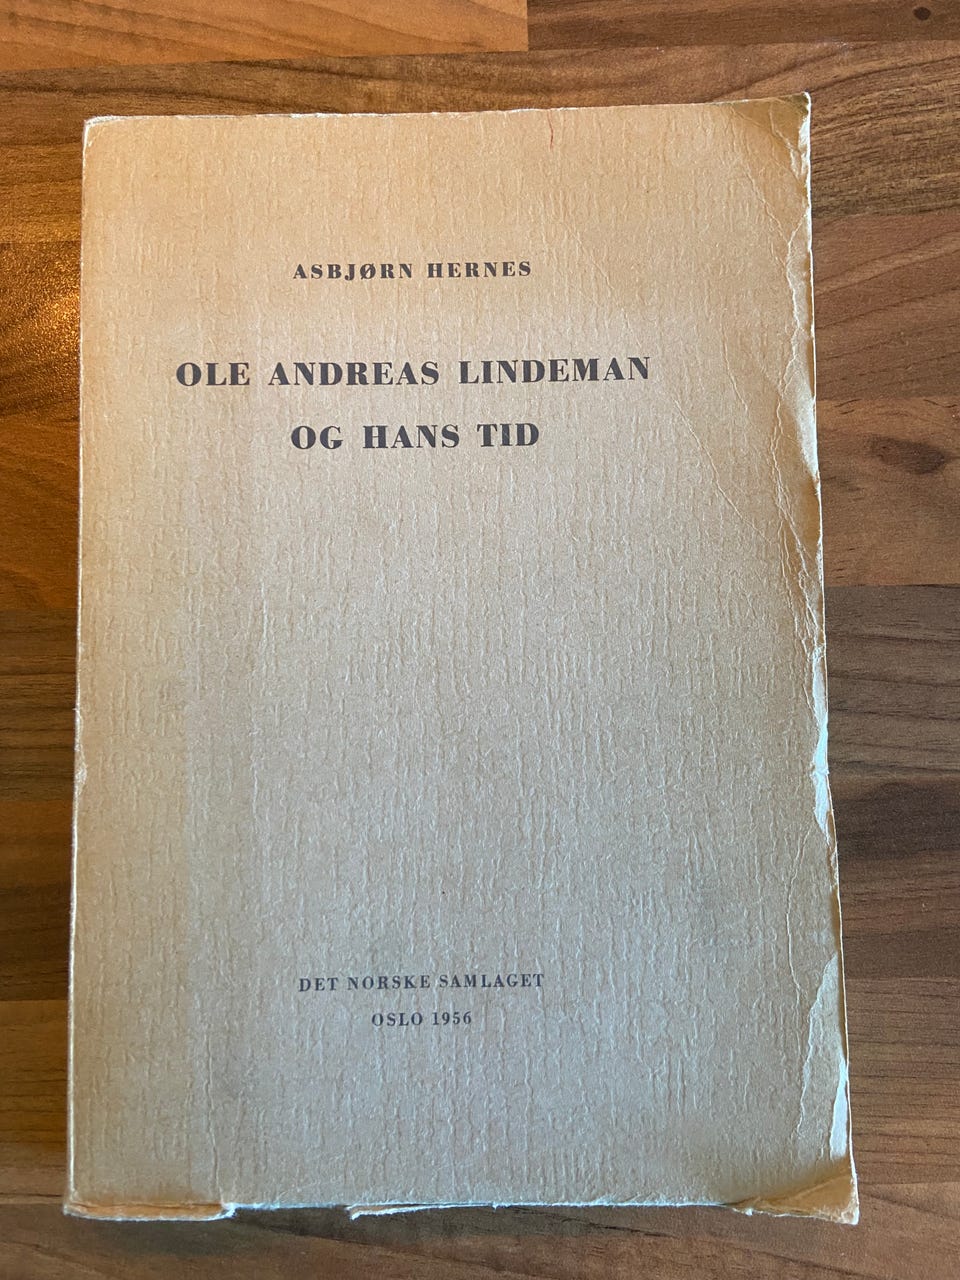 ASBJØRN HERNES
OLE ANDREAS LINDEMAN
OG HANS TID
DET NORSKE SAMLAGET
OSLO 1956